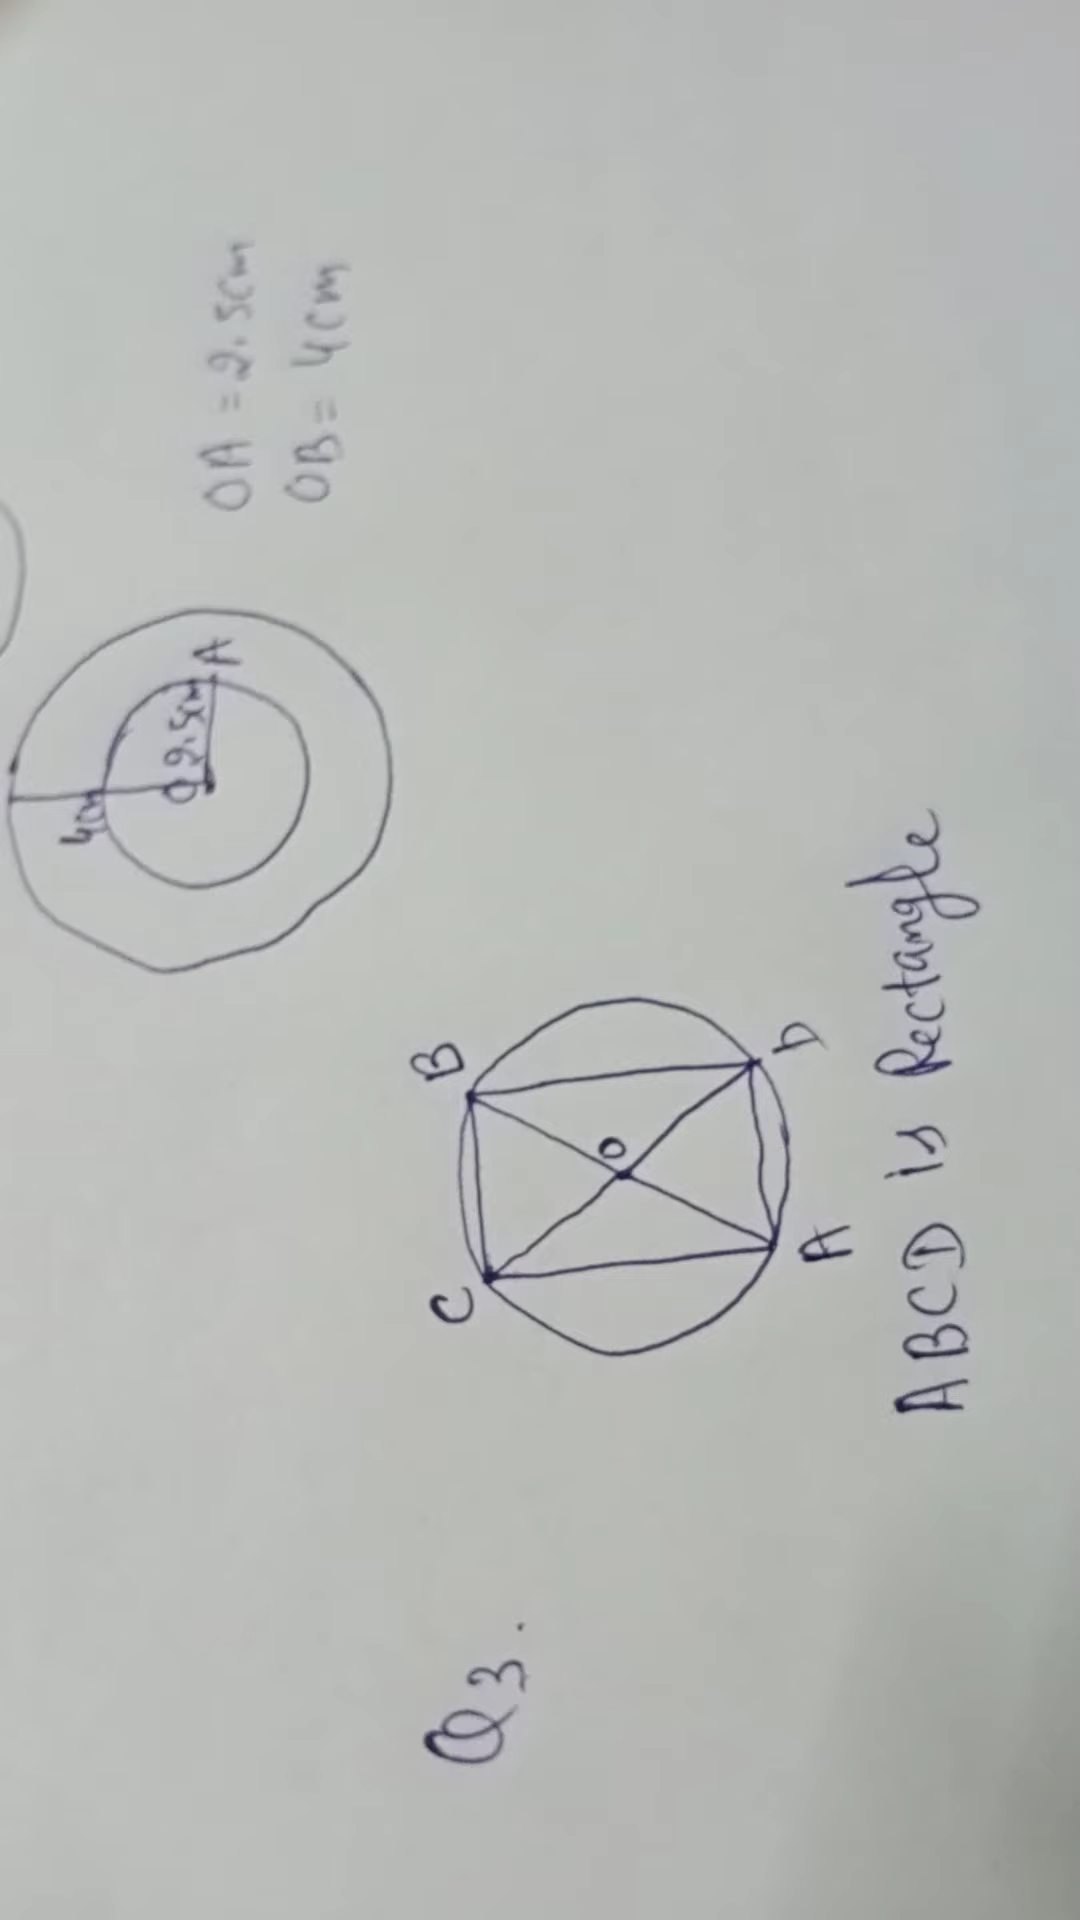 4cm
O 2.5cm A
OA = 2.5cm
OB = 4cm
Q3.
C B
O
A D
ABCD is Rectangle